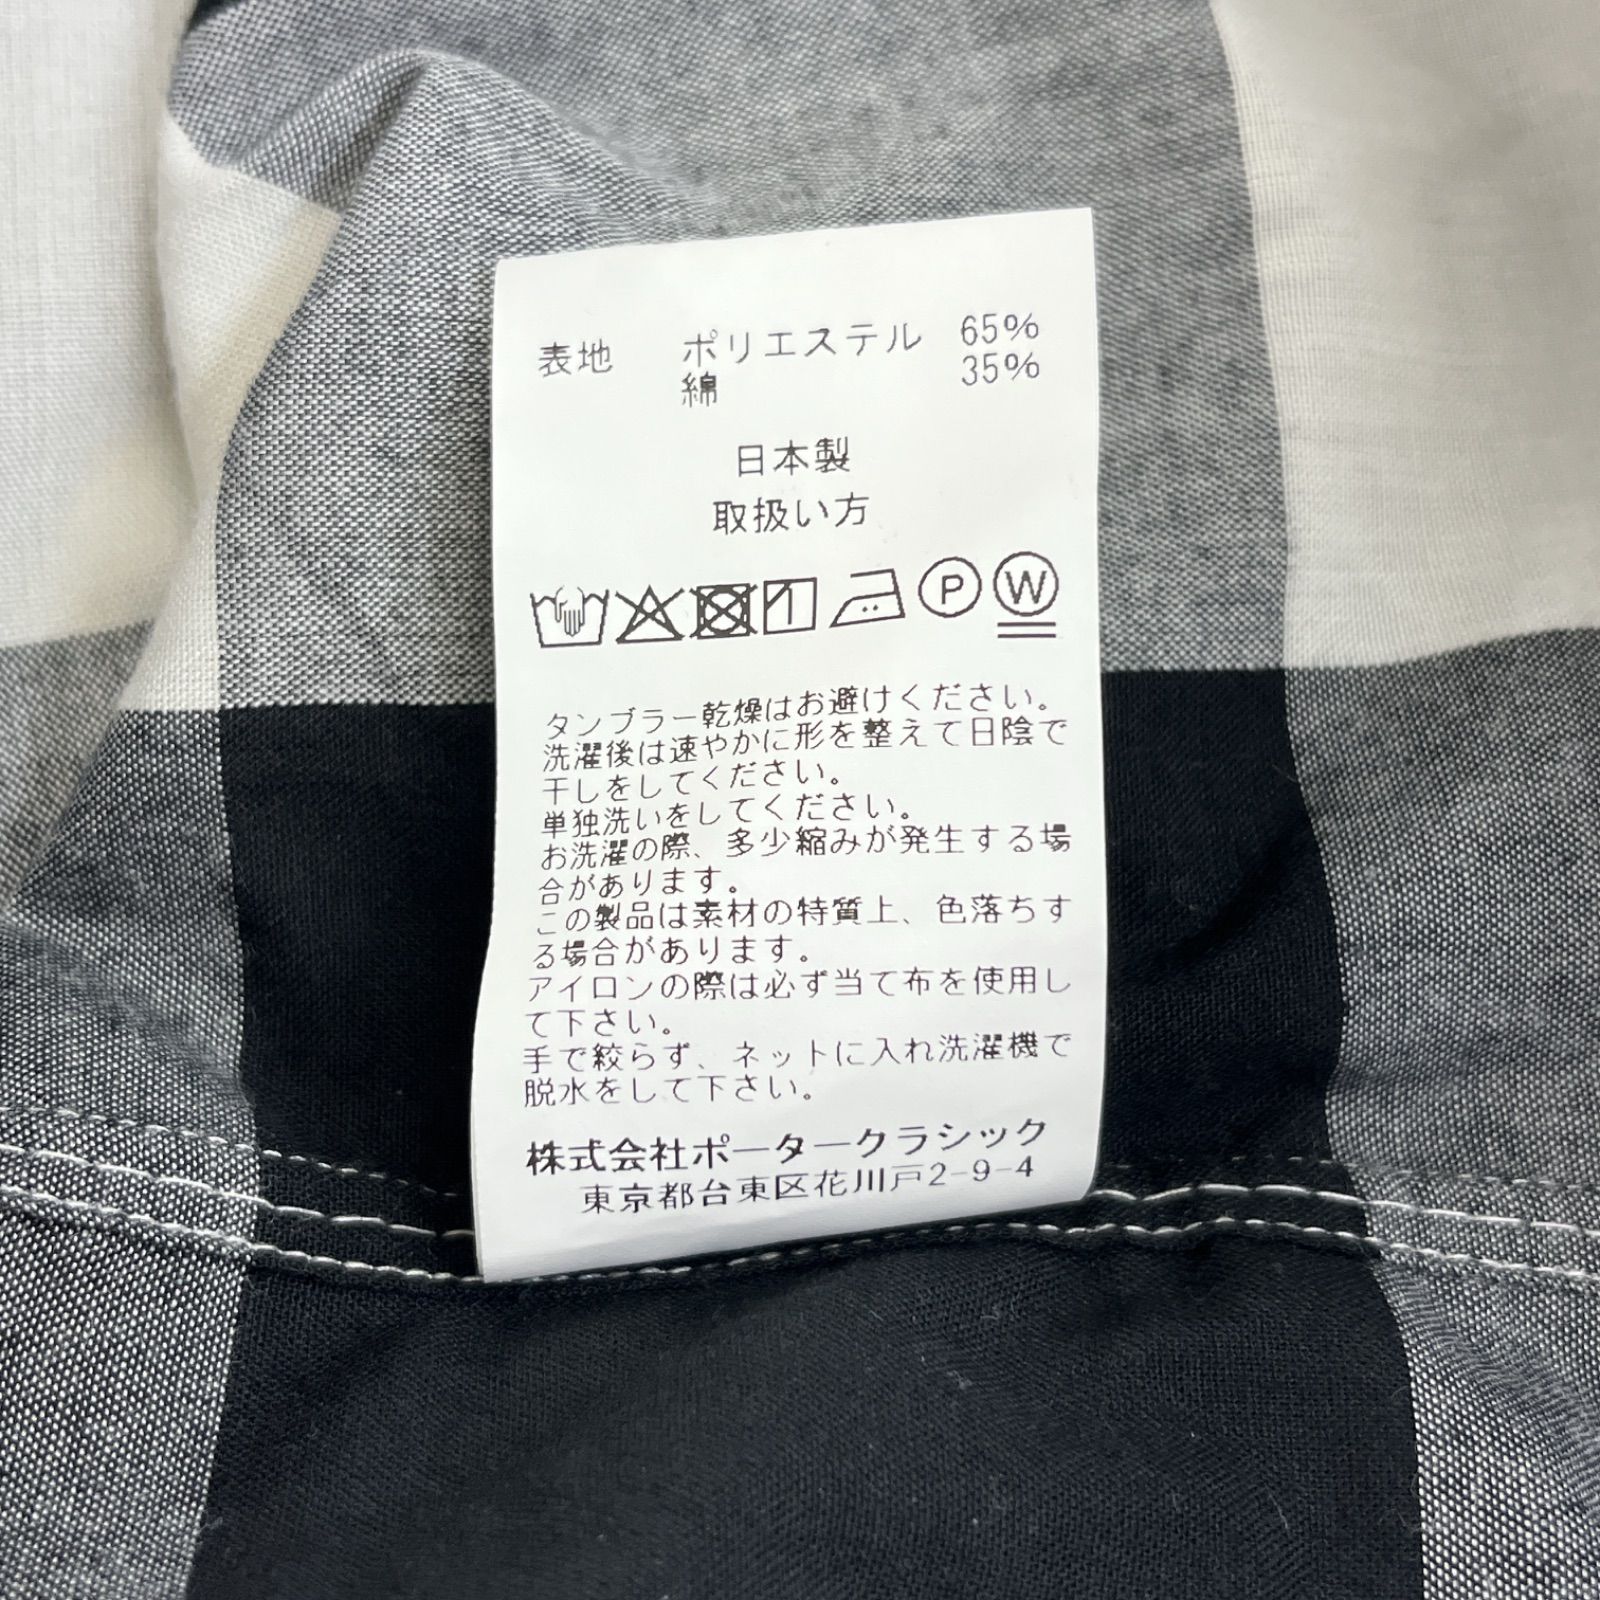 表地 ポリエステル 65%
綿 35%
日本製
取扱い方
P W
タンブラー乾燥はお避けください。
洗濯後は速やかに形を整えて日陰で
干しをしてください。
単独洗いをしてください。
お洗濯の際、多少縮みが発生する場
合があります。
この製品は素材の特質上、色落ちす
る場合があります。
アイロンの際は必ず当て布を使用し
て下さい。
手で絞らず、ネットに入れ洗濯機で
脱水をして下さい。
株式会社ポータークラシック
東京都台東区花川戸2-9-4